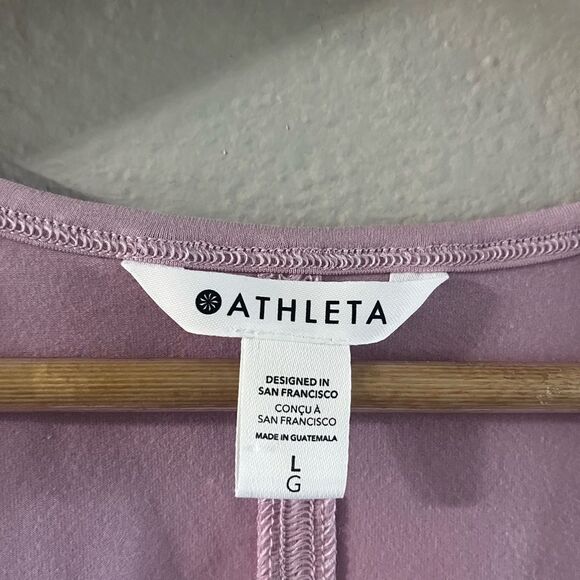 ATHLETA
DESIGNED IN
SAN FRANCISCO
CONÇU À
SAN FRANCISCO
MADE IN GUATEMALA
L
G